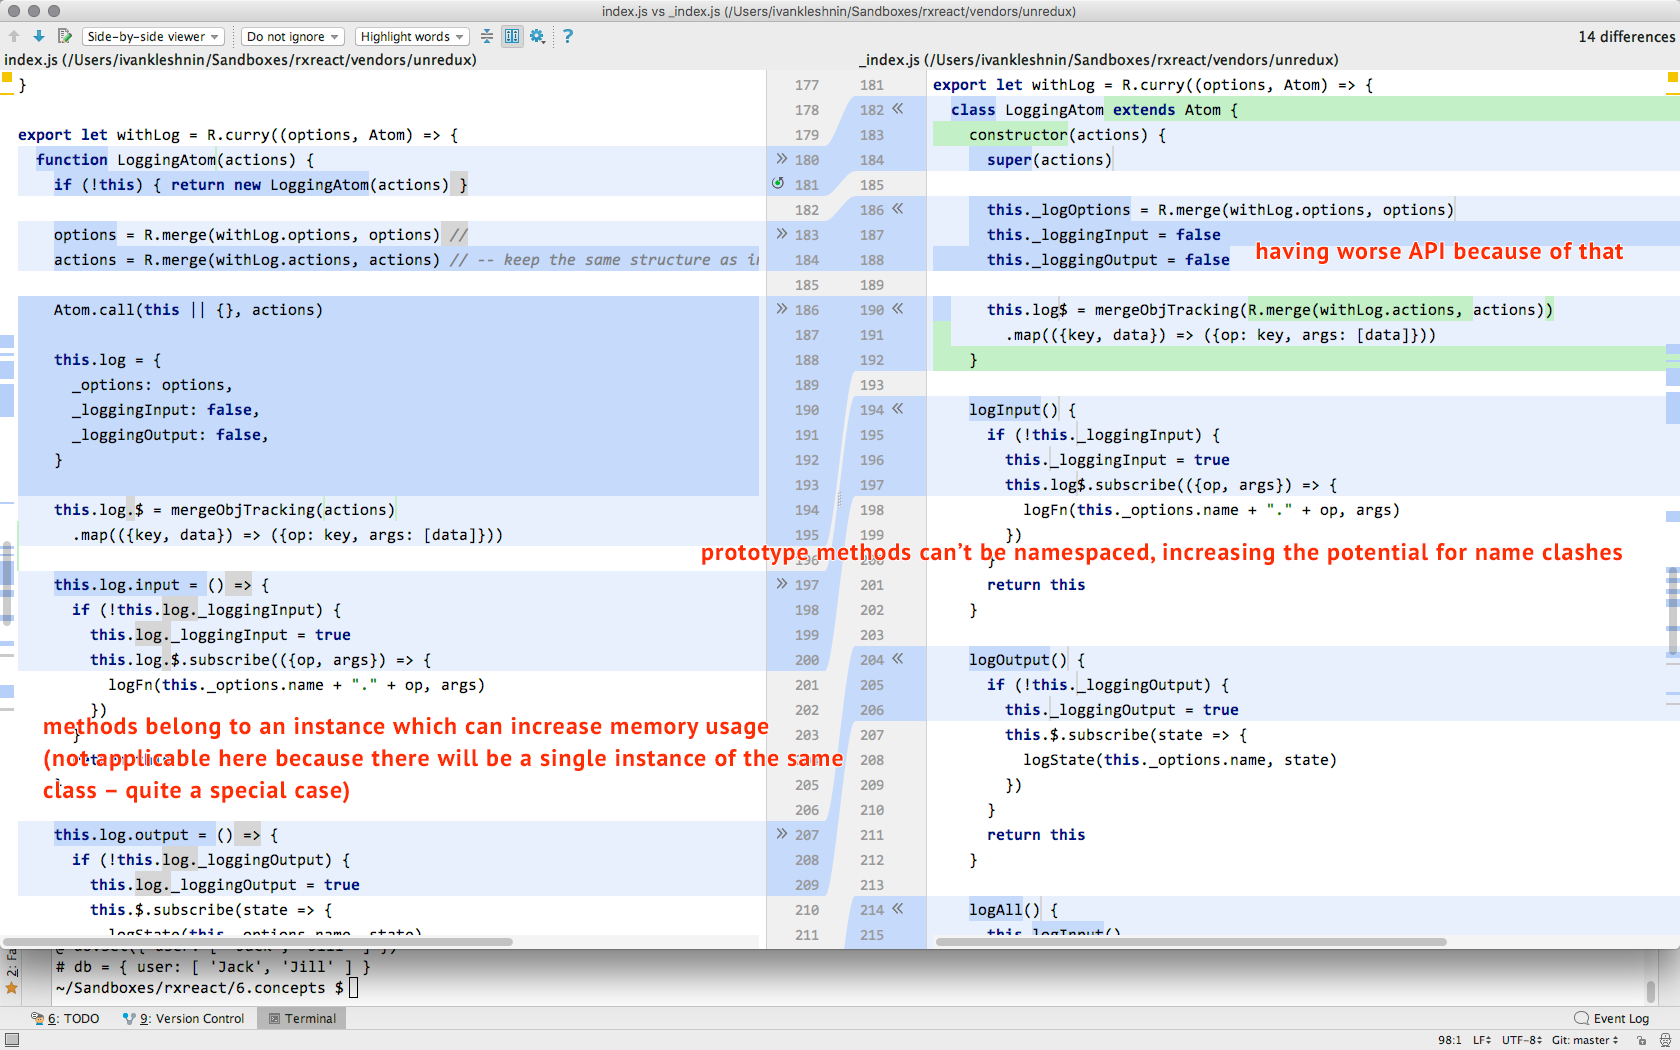 index.js vs _index.js (/Users/ivankleshnin/Sandboxes/rxreact/vendors/unredux)
Side-by-side viewer Do not ignore Highlight words ? 14 differences
index.js (/Users/ivankleshnin/Sandboxes/rxreact/vendors/unredux)
}
177
178
export let withLog = R.curry((options, Atom) => { 179
function LoggingAtom(actions) { » 180
if (!this) { return new LoggingAtom(actions) } 181
182
options = R.merge(withLog.options, options) // » 183
actions = R.merge(withLog.actions, actions) // -- keep the same structure as 184
185
Atom.call(this || {}, actions) » 186
187
this.log = { 188
_options: options, 189
_loggingInput: false, 190
_loggingOutput: false, 191
} 192
193
this.log.$ = mergeObjTracking(actions) 194
.map(({key, data}) => ({op: key, args: [data]})) 195
196
this.log.input = () => { » 197
if (!this.log._loggingInput) { 198
this.log._loggingInput = true 199
this.log.$.subscribe(({op, args}) => { 200
logFn(this._options.name + "." + op, args) 201
}) 202
} 203
methods belong to an instance which can increase memory usage
(not applicable here because there will be a single instance of the same
class – quite a special case)
205
206
this.log.output = () => { » 207
if (!this.log._loggingOutput) { 208
this.log._loggingOutput = true 209
this.$.subscribe(state => { 210
logState(this._options.name, state) 211
_index.js (/Users/ivankleshnin/Sandboxes/rxreact/vendors/unredux)
181 export let withLog = R.curry((options, Atom) => {
182 « class LoggingAtom extends Atom {
183 constructor(actions) {
184 super(actions)
185
186 « this._logOptions = R.merge(withLog.options, options)
187 this._loggingInput = false
188 this._loggingOutput = false
having worse API because of that
189
190 « this.log$ = mergeObjTracking(R.merge(withLog.actions, actions))
191 .map(({key, data}) => ({op: key, args: [data]}))
192 }
193
194 « logInput() {
195 if (!this._loggingInput) {
196 this._loggingInput = true
197 this.log$.subscribe(({op, args}) => {
198 logFn(this._options.name + "." + op, args)
199 })
prototype methods can’t be namespaced, increasing the potential for name clashes
200 }
201 return this
202 }
203
204 « logOutput() {
205 if (!this._loggingOutput) {
206 this._loggingOutput = true
207 this.$.subscribe(state => {
208 logState(this._options.name, state)
209 })
210 }
211 return this
212 }
213
214 « logAll() {
215 this.logInput()
# db = { user: [ 'Jack', 'Jill' ] }
~/Sandboxes/rxreact/6.concepts $
6: TODO 9: Version Control Terminal Event Log
98:1 LF UTF-8 Git: master